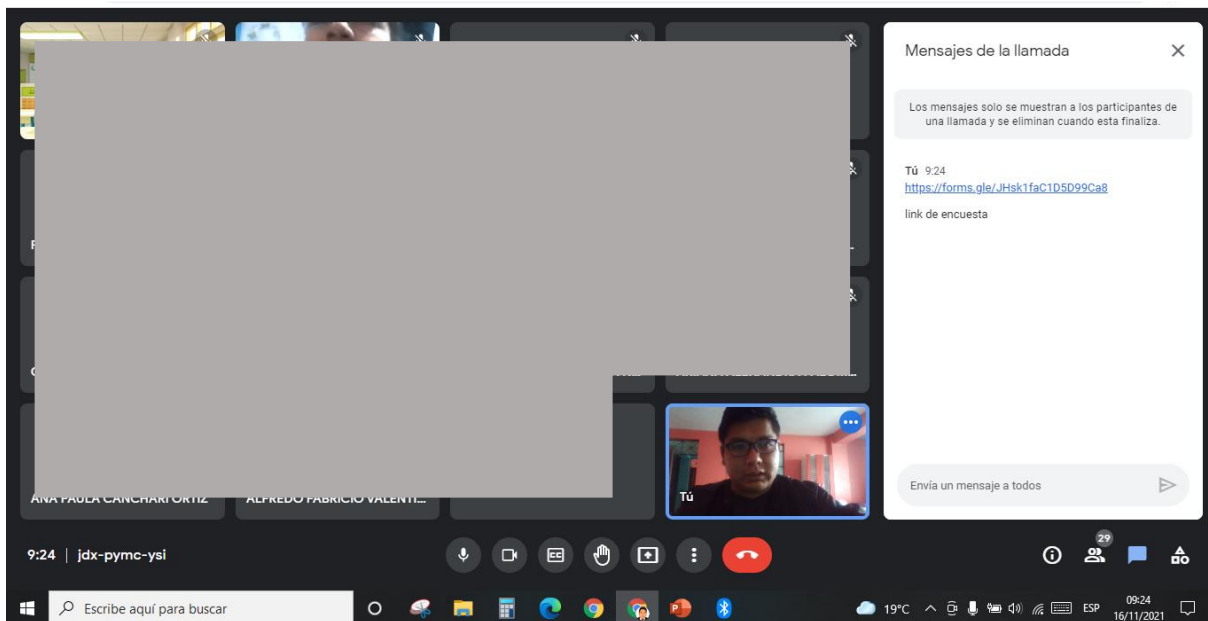 Mensajes de la llamada
Los mensajes solo se muestran a los participantes de
una llamada y se eliminan cuando esta finaliza.
Tú 9:24
https://forms.gle/JHsk1faC1D5D99Ca8
link de encuesta
ANA PAULA CANCHARI ORTIZ
ALFREDO FABRICIO VALENTI...
Tú
Envía un mensaje a todos
9:24 | jdx-pymc-ysi
29
Escribe aquí para buscar
19°C
ESP
09:24
16/11/2021